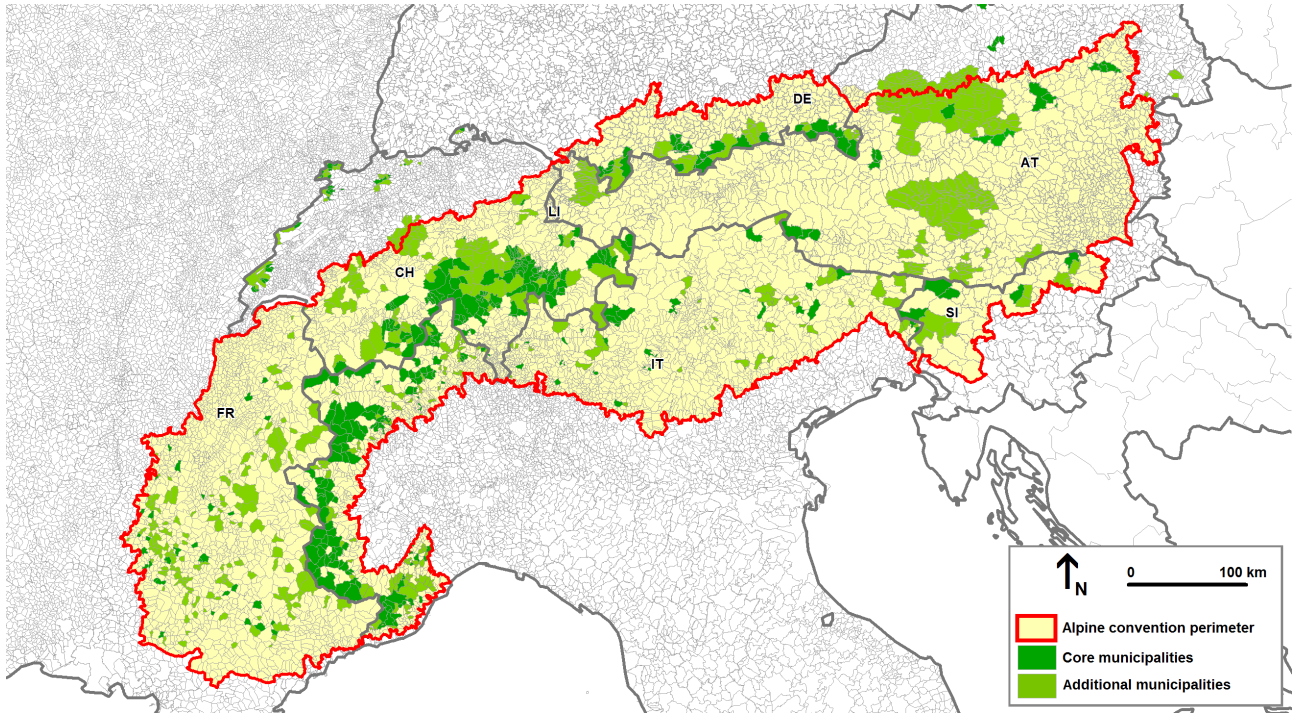 DE
AT
LI
CH
SI
IT
FR
N
0 100 km
Alpine convention perimeter
Core municipalities
Additional municipalities